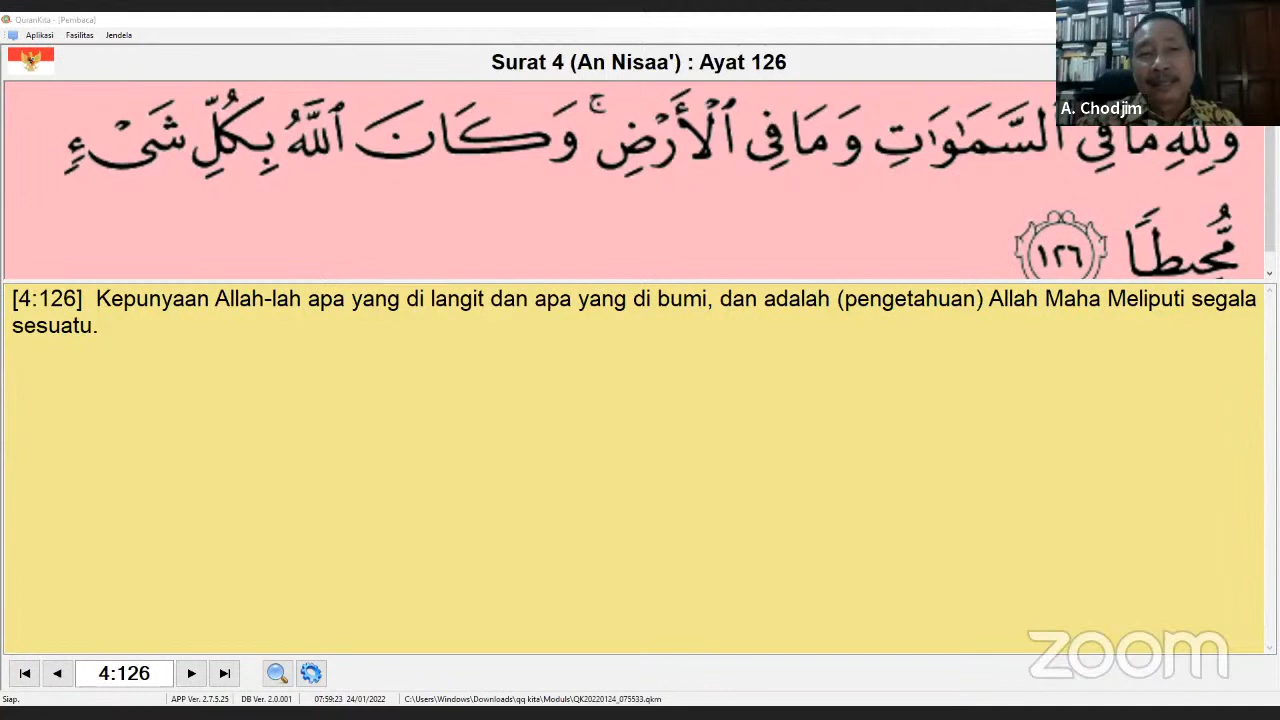 QuranKita - [Pembaca]
Aplikasi Fasilitas Jendela
Surat 4 (An Nisaa') : Ayat 126
A. Chodjim
وَلِلَّهِ مَا فِي ٱلسَّمَٰوَٰتِ وَمَا فِي ٱلْأَرْضِ ۚ وَكَانَ ٱللَّهُ بِكُلِّ شَيْءٍ
مُّحِيطًا ١٢٦
[4:126] Kepunyaan Allah-lah apa yang di langit dan apa yang di bumi, dan adalah (pengetahuan) Allah Maha Meliputi segala
sesuatu.
zoom
4:126
Siap. APP Ver. 2.7.5.25 DB Ver. 2.0.001 07:59:23 24/01/2022 C:\Users\Windows\Downloads\qq kita\Moduls\QK20220124_075533.qkm